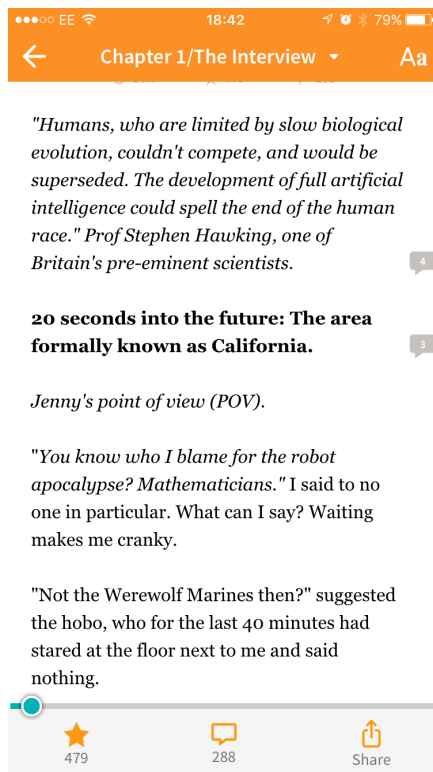 EE 18:42 79%
Chapter 1/The Interview Aa
"Humans, who are limited by slow biological
evolution, couldn't compete, and would be
superseded. The development of full artificial
intelligence could spell the end of the human
race." Prof Stephen Hawking, one of
Britain's pre-eminent scientists.
4
20 seconds into the future: The area
formally known as California.
3
Jenny's point of view (POV).
"You know who I blame for the robot
apocalypse? Mathematicians." I said to no
one in particular. What can I say? Waiting
makes me cranky.
"Not the Werewolf Marines then?" suggested
the hobo, who for the last 40 minutes had
stared at the floor next to me and said
nothing.
479 288 Share